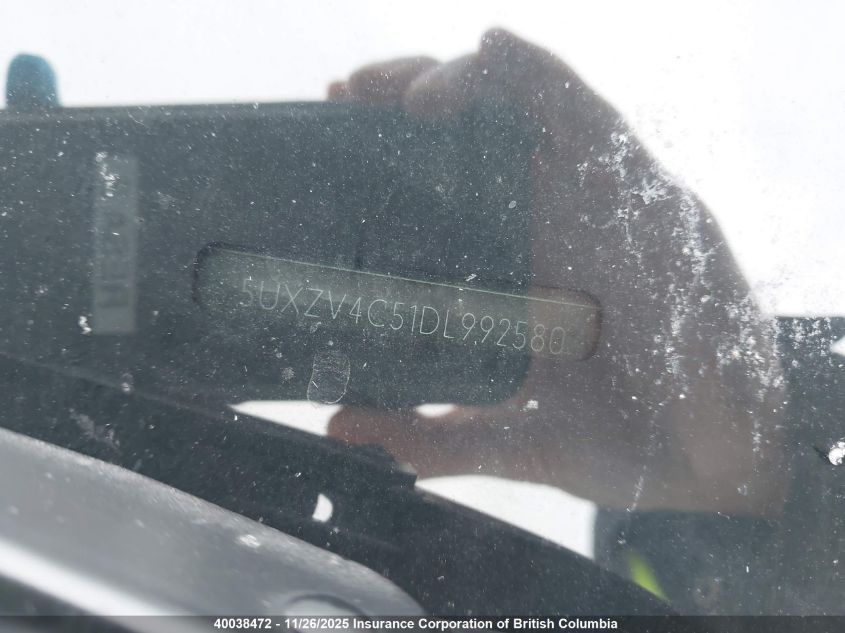 5UXZV4C51DL992580
40038472 - 11/26/2025 Insurance Corporation of British Columbia